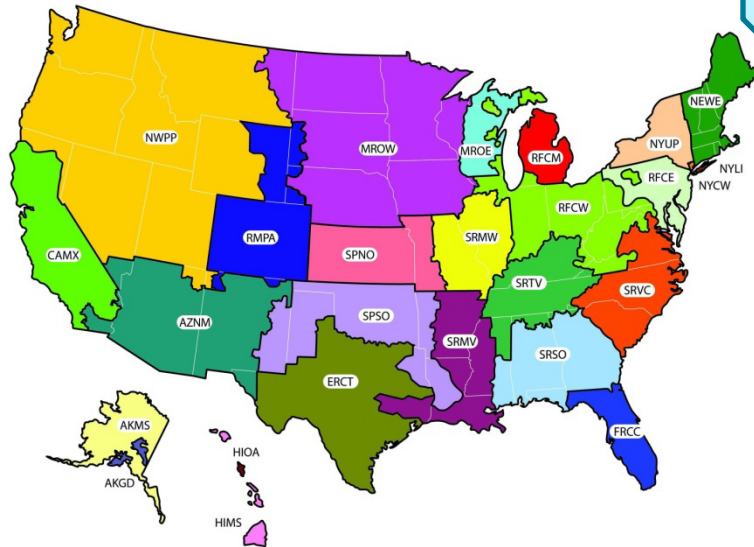 NEWE
NWPP
MROW
MROE
NYUP
RFCM
RFCE
NYLI
NYCW
RFCW
RMPA
SRMW
CAMX
SPNO
SRTV
SRVC
AZNM
SPSO
SRMV
SRSO
ERCT
AKMS
FRCC
HIOA
AKGD
HIMS